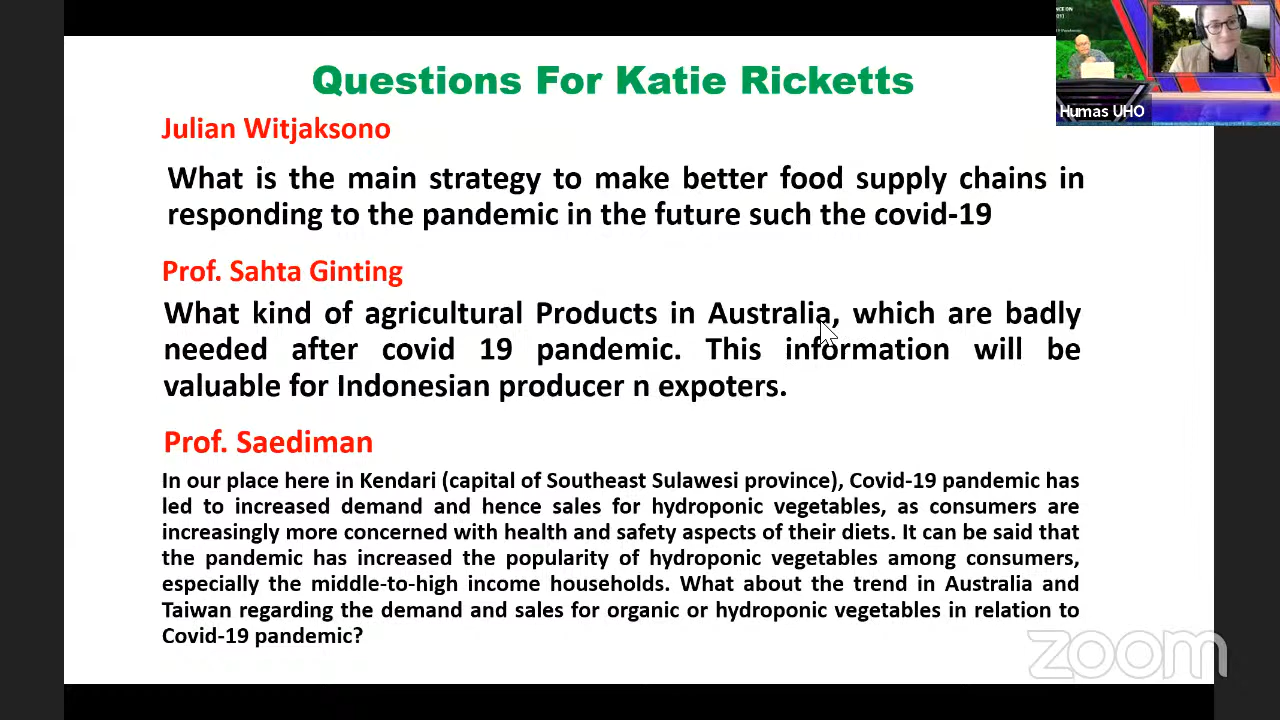 Questions For Katie Ricketts
Julian Witjaksono
What is the main strategy to make better food supply chains in
responding to the pandemic in the future such the covid-19
Prof. Sahta Ginting
What kind of agricultural Products in Australia, which are badly
needed after covid 19 pandemic. This information will be
valuable for Indonesian producer n expoters.
Prof. Saediman
In our place here in Kendari (capital of Southeast Sulawesi province), Covid-19 pandemic has
led to increased demand and hence sales for hydroponic vegetables, as consumers are
increasingly more concerned with health and safety aspects of their diets. It can be said that
the pandemic has increased the popularity of hydroponic vegetables among consumers,
especially the middle-to-high income households. What about the trend in Australia and
Taiwan regarding the demand and sales for organic or hydroponic vegetables in relation to
Covid-19 pandemic?
Humas UHO
zoom